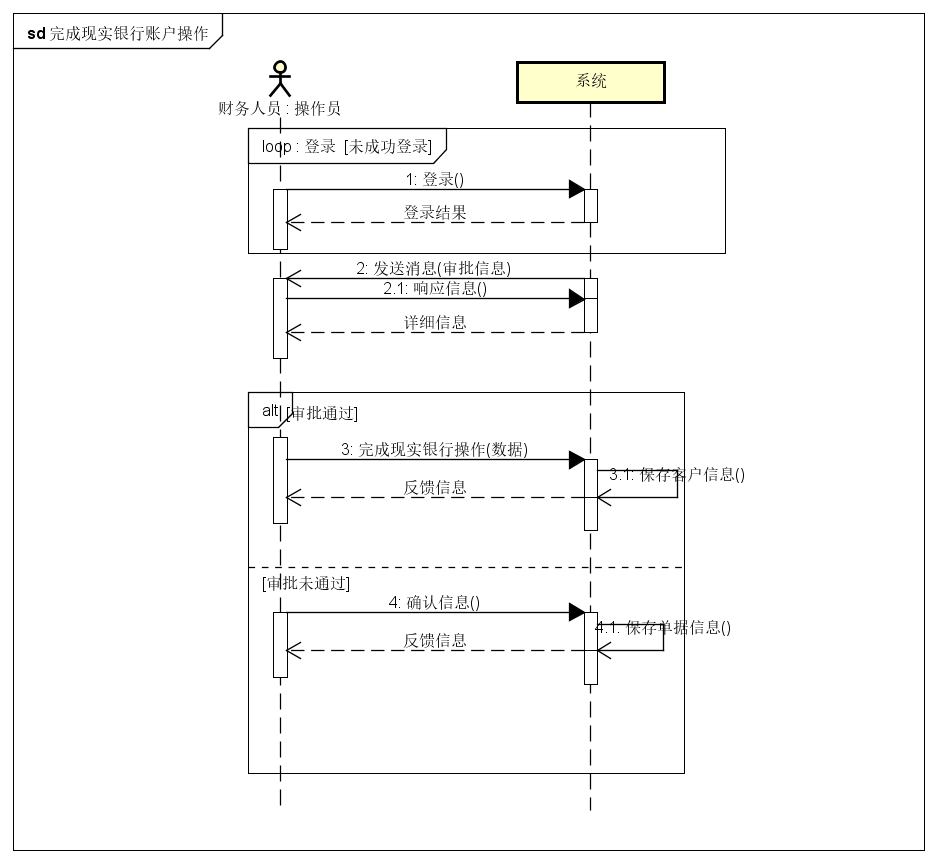 sd 完成现实银行账户操作
系统
财务人员 : 操作员
loop : 登录 [未成功登录]
1: 登录()
登录结果
2: 发送消息(审批信息)
2.1: 响应信息()
详细信息
alt [审批通过]
3: 完成现实银行操作(数据)
3.1: 保存客户信息()
反馈信息
[审批未通过]
4: 确认信息()
4.1: 保存单据信息()
反馈信息